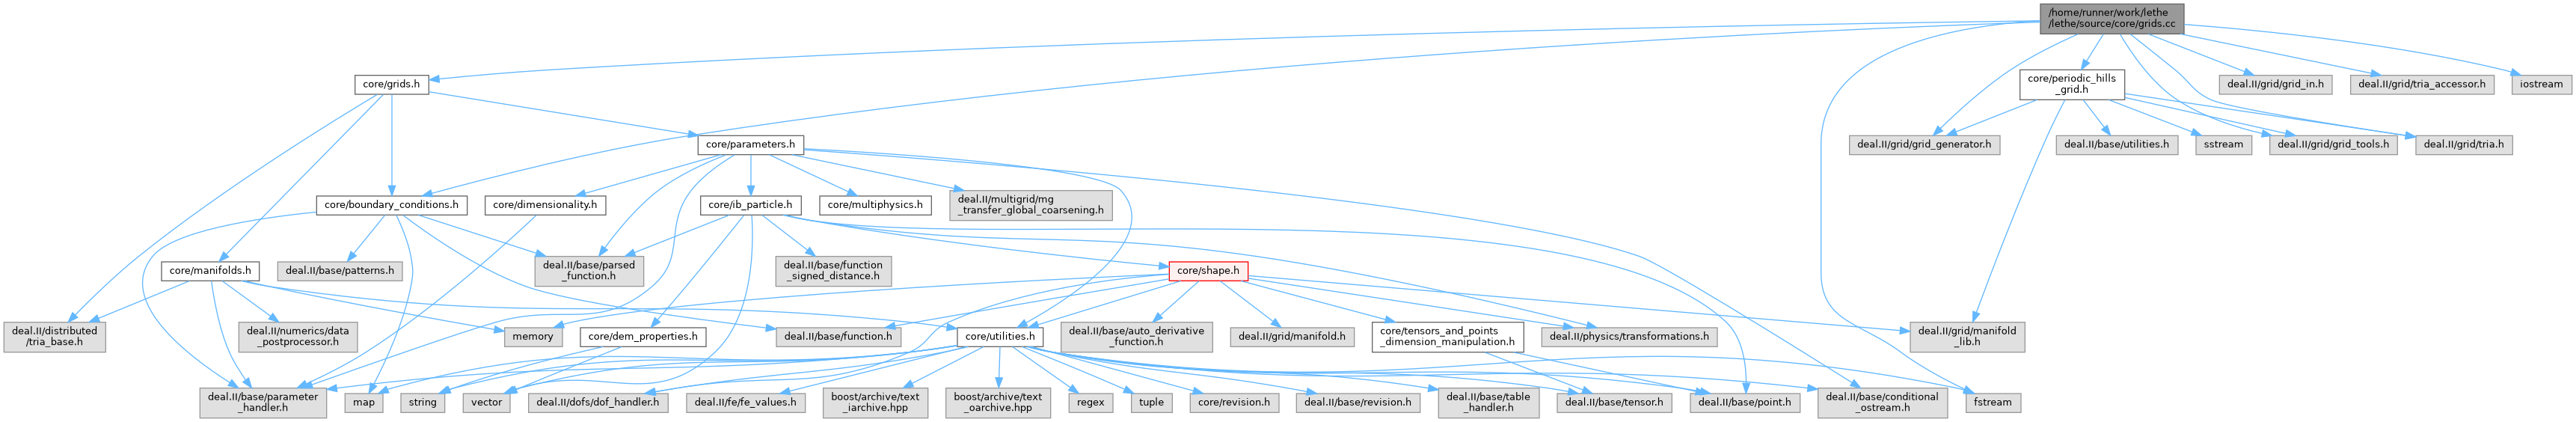 /home/runner/work/lethe
/lethe/source/core/grids.cc
core/grids.h
core/periodic_hills
_grid.h
deal.II/grid/grid_in.h
deal.II/grid/tria_accessor.h
iostream
core/parameters.h
deal.II/grid/grid_generator.h
deal.II/base/utilities.h
sstream
deal.II/grid/grid_tools.h
deal.II/grid/tria.h
core/boundary_conditions.h
core/dimensionality.h
core/ib_particle.h
core/multiphysics.h
deal.II/multigrid/mg
_transfer_global_coarsening.h
core/manifolds.h
deal.II/base/patterns.h
deal.II/base/parsed
_function.h
deal.II/base/function
_signed_distance.h
core/shape.h
deal.II/distributed
/tria_base.h
deal.II/numerics/data
_postprocessor.h
memory
core/dem_properties.h
deal.II/base/function.h
core/utilities.h
deal.II/base/auto_derivative
_function.h
deal.II/grid/manifold.h
core/tensors_and_points
_dimension_manipulation.h
deal.II/physics/transformations.h
deal.II/grid/manifold
_lib.h
deal.II/base/parameter
_handler.h
map
string
vector
deal.II/dofs/dof_handler.h
deal.II/fe/fe_values.h
boost/archive/text
_iarchive.hpp
boost/archive/text
_oarchive.hpp
regex
tuple
core/revision.h
deal.II/base/revision.h
deal.II/base/table
_handler.h
deal.II/base/tensor.h
deal.II/base/point.h
deal.II/base/conditional
_ostream.h
fstream